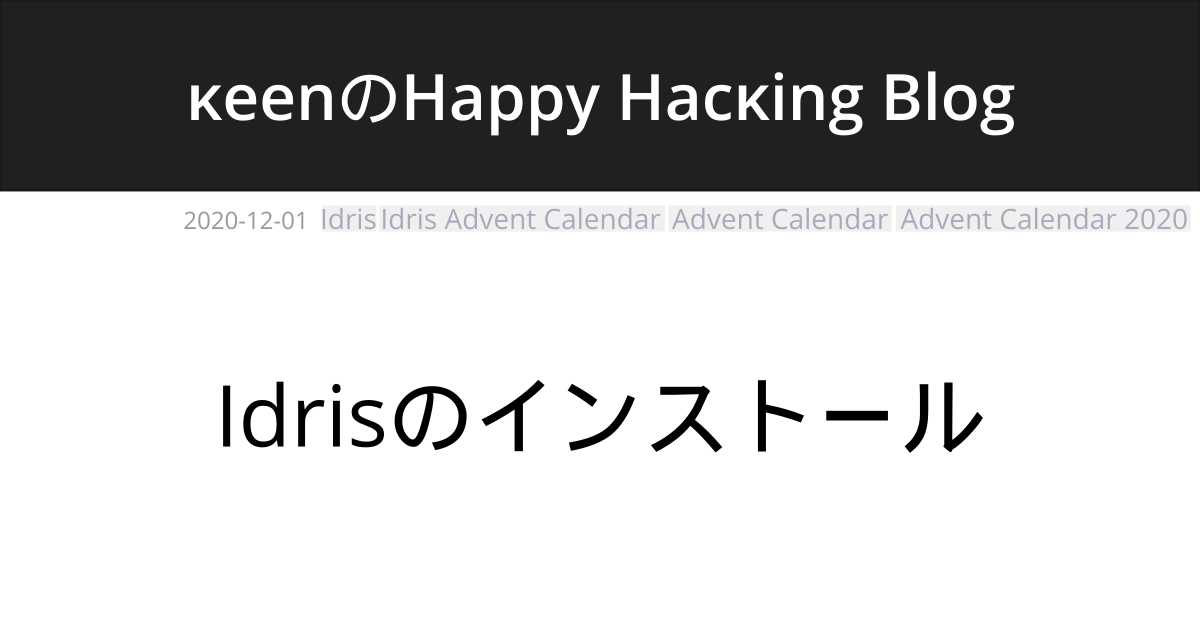 κeenのHappy Hacκing Blog
2020-12-01 Idris Idris Advent Calendar Advent Calendar Advent Calendar 2020
Idrisのインストール